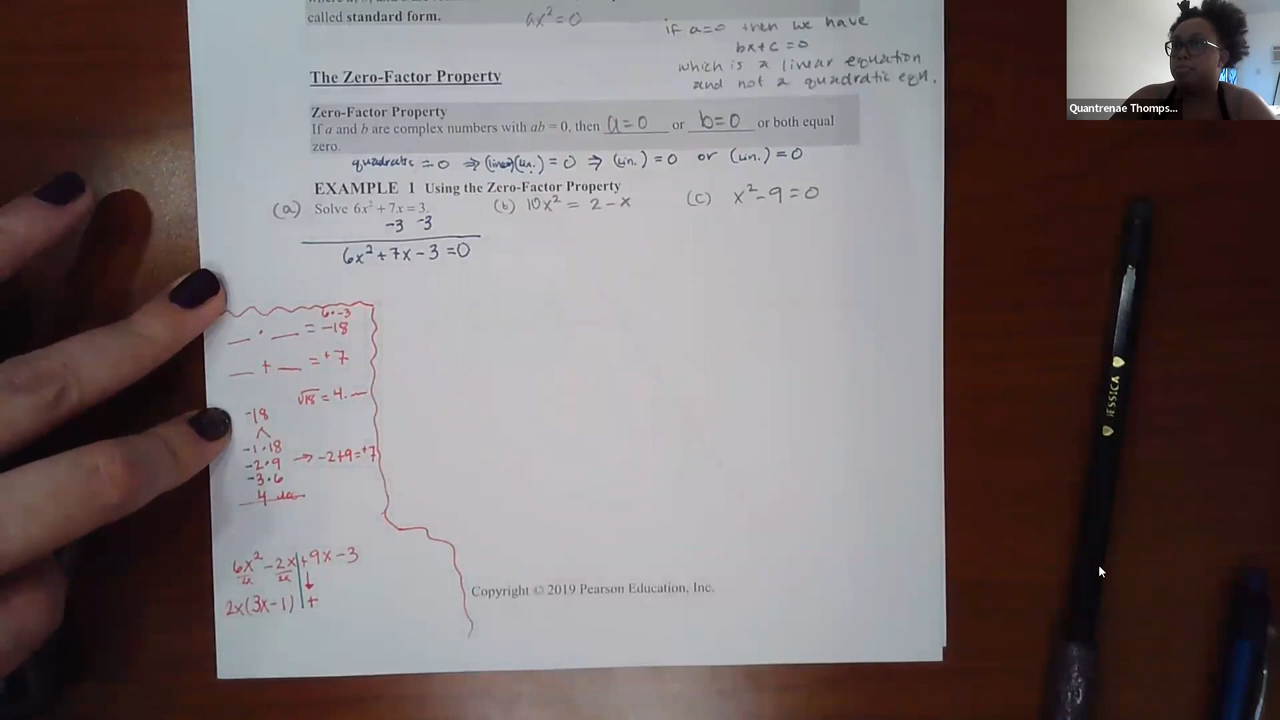 called standard form.
ax² = 0
if a=0 then we have
bx+c = 0
which is a linear equation
and not a quadratic eqn.
The Zero-Factor Property
Zero-Factor Property
If a and b are complex numbers with ab = 0, then a=0 or b=0 or both equal
zero.
quadratic = 0 ⇒ (linear)(lin.) = 0 ⇒ (lin.) = 0 or (lin.) = 0
EXAMPLE 1 Using the Zero-Factor Property
(a) Solve 6x² + 7x = 3.
-3 -3
6x² + 7x - 3 = 0
(b) 10x² = 2 - x
(c) x² - 9 = 0
6·-3
__ · __ = -18
__ + __ = +7
√18 = 4.
-18
-1·18
-2·9 → -2+9=+7
-3·6
4
6x² - 2x + 9x - 3
2x 2x
2x(3x-1) +
Copyright © 2019 Pearson Education, Inc.
Quantrenae Thomps...
JESSICA